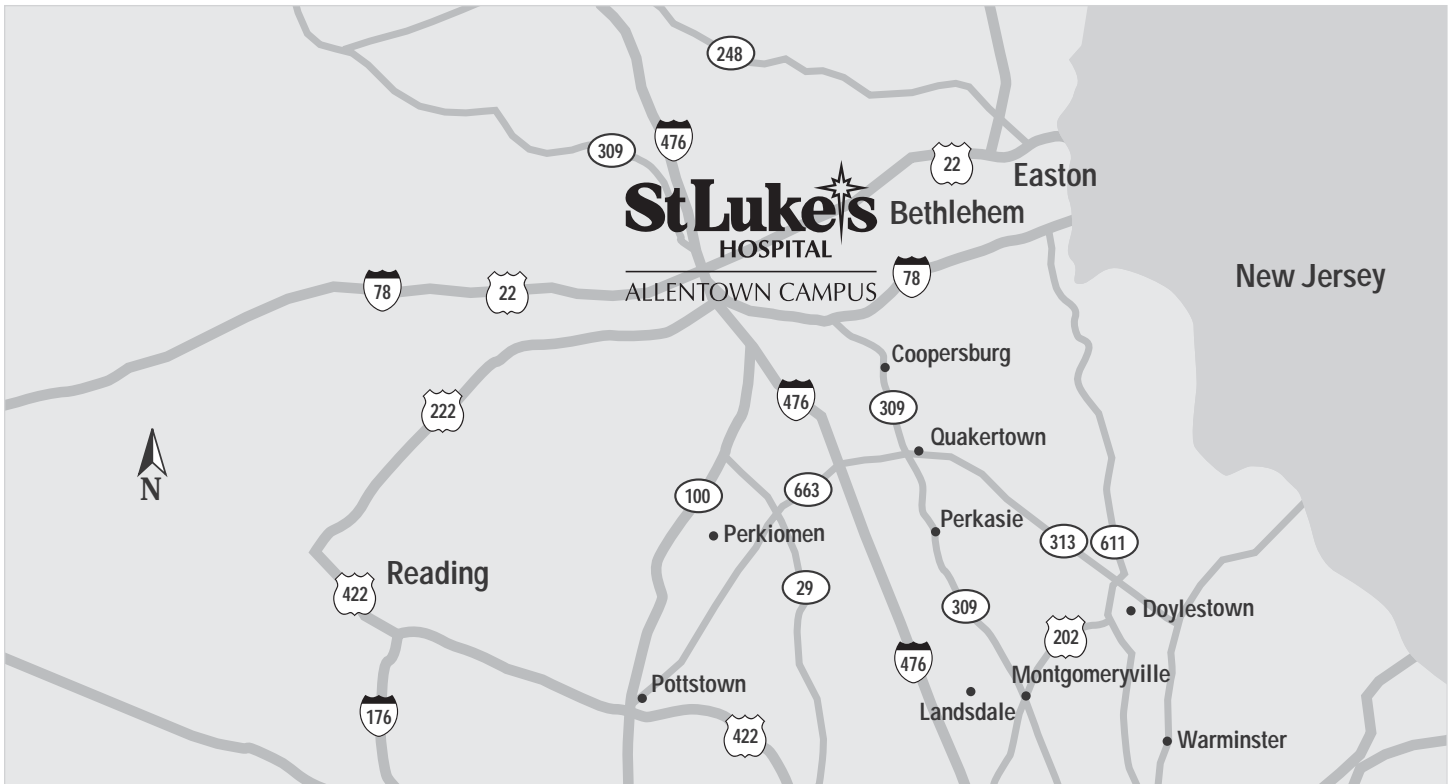 248
309
476
22
Easton
St Luke's
HOSPITAL
ALLENTOWN CAMPUS
Bethlehem
New Jersey
78
22
78
Coopersburg
222
476
309
Quakertown
N
100
663
Perkiomen
Perkasie
313
611
Reading
422
29
309
Doylestown
202
476
Montgomeryville
Pottstown
Landsdale
176
422
Warminster